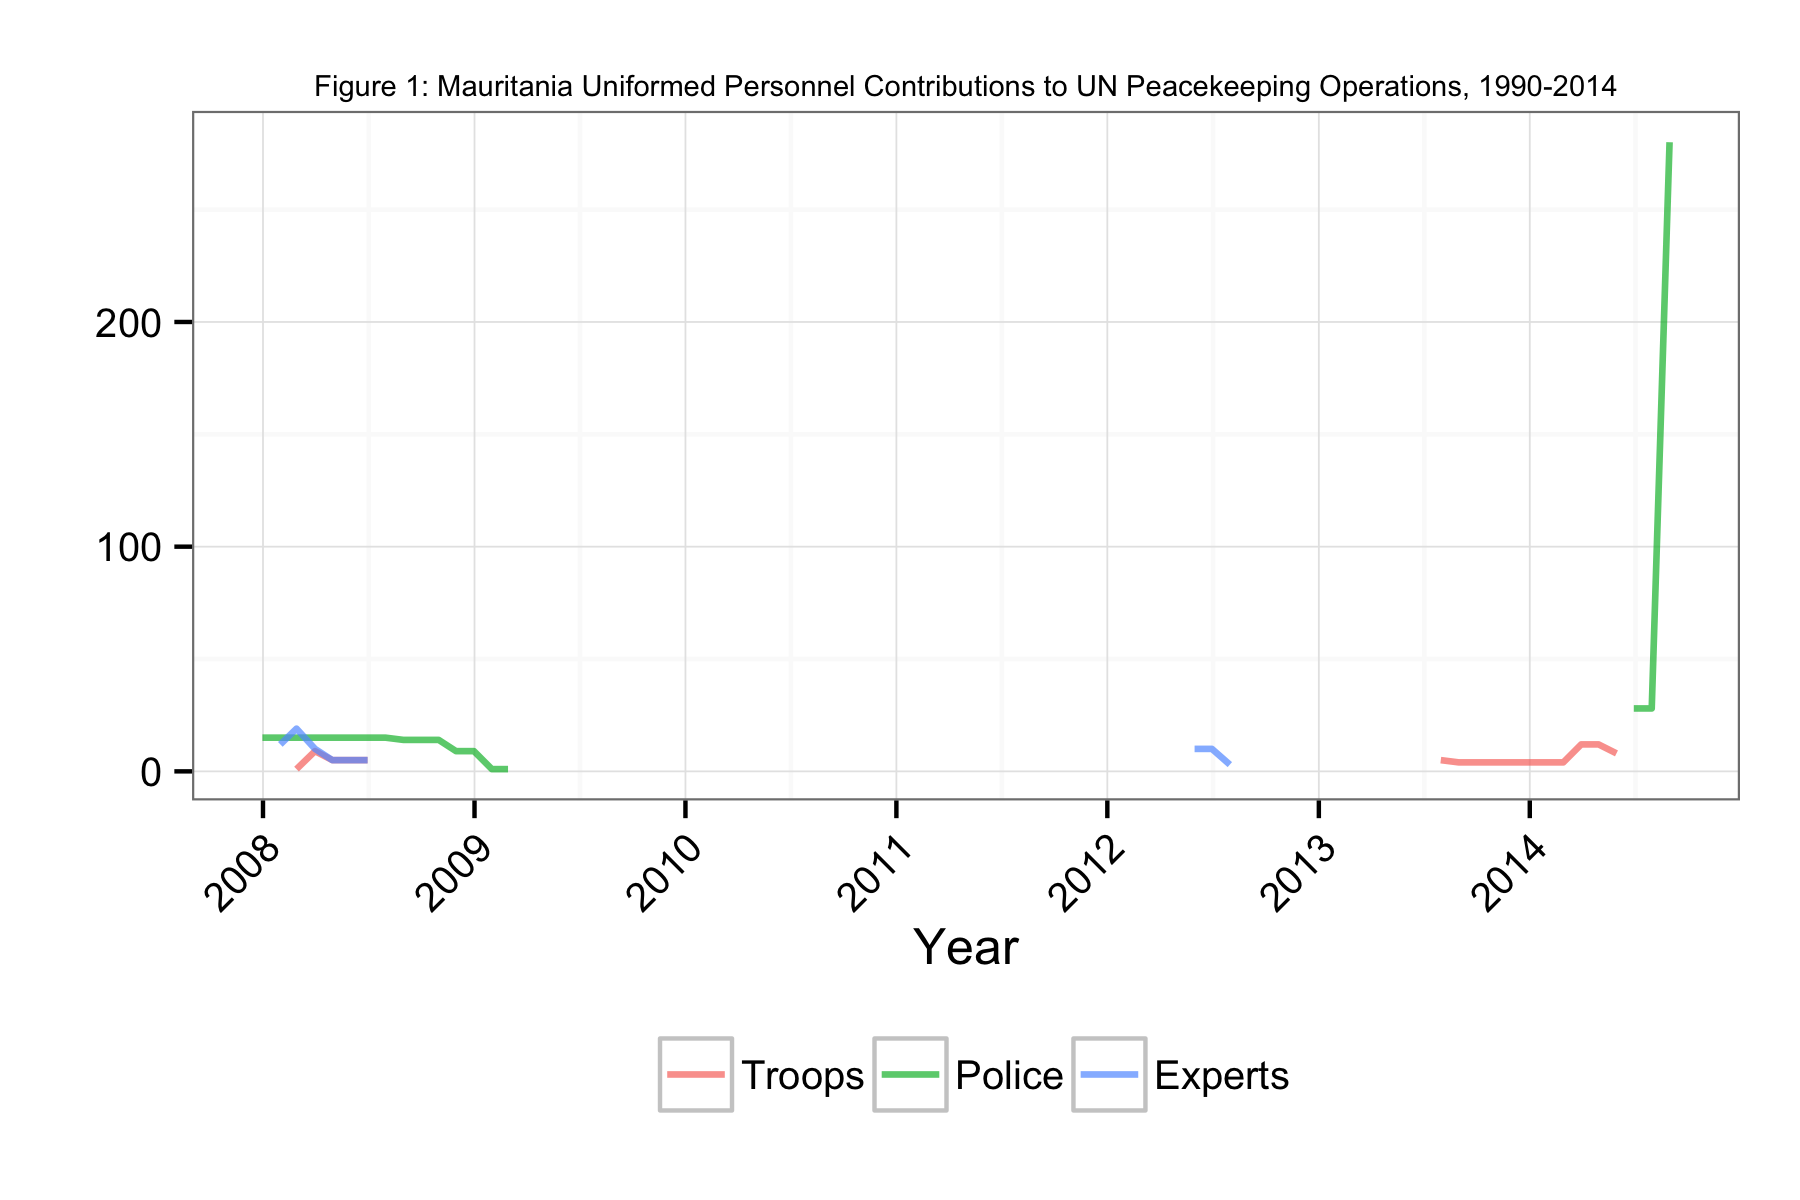 Figure 1: Mauritania Uniformed Personnel Contributions to UN Peacekeeping Operations, 1990-2014
200
100
0
2008 2009 2010 2011 2012 2013 2014
Year
Troops Police Experts